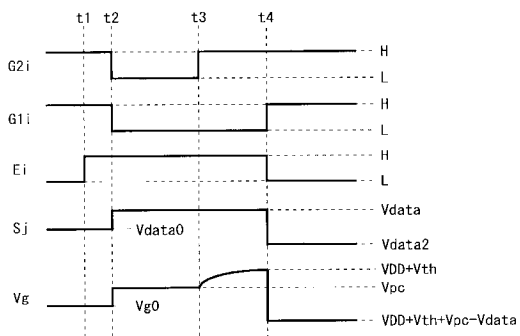 t1 t2 t3 t4
G2i H
L
G1i H
L
Ei H
L
Sj Vdata0 Vdata
Vdata2
VDD+Vth
Vg Vg0 Vpc
VDD+Vth+Vpc-Vdata